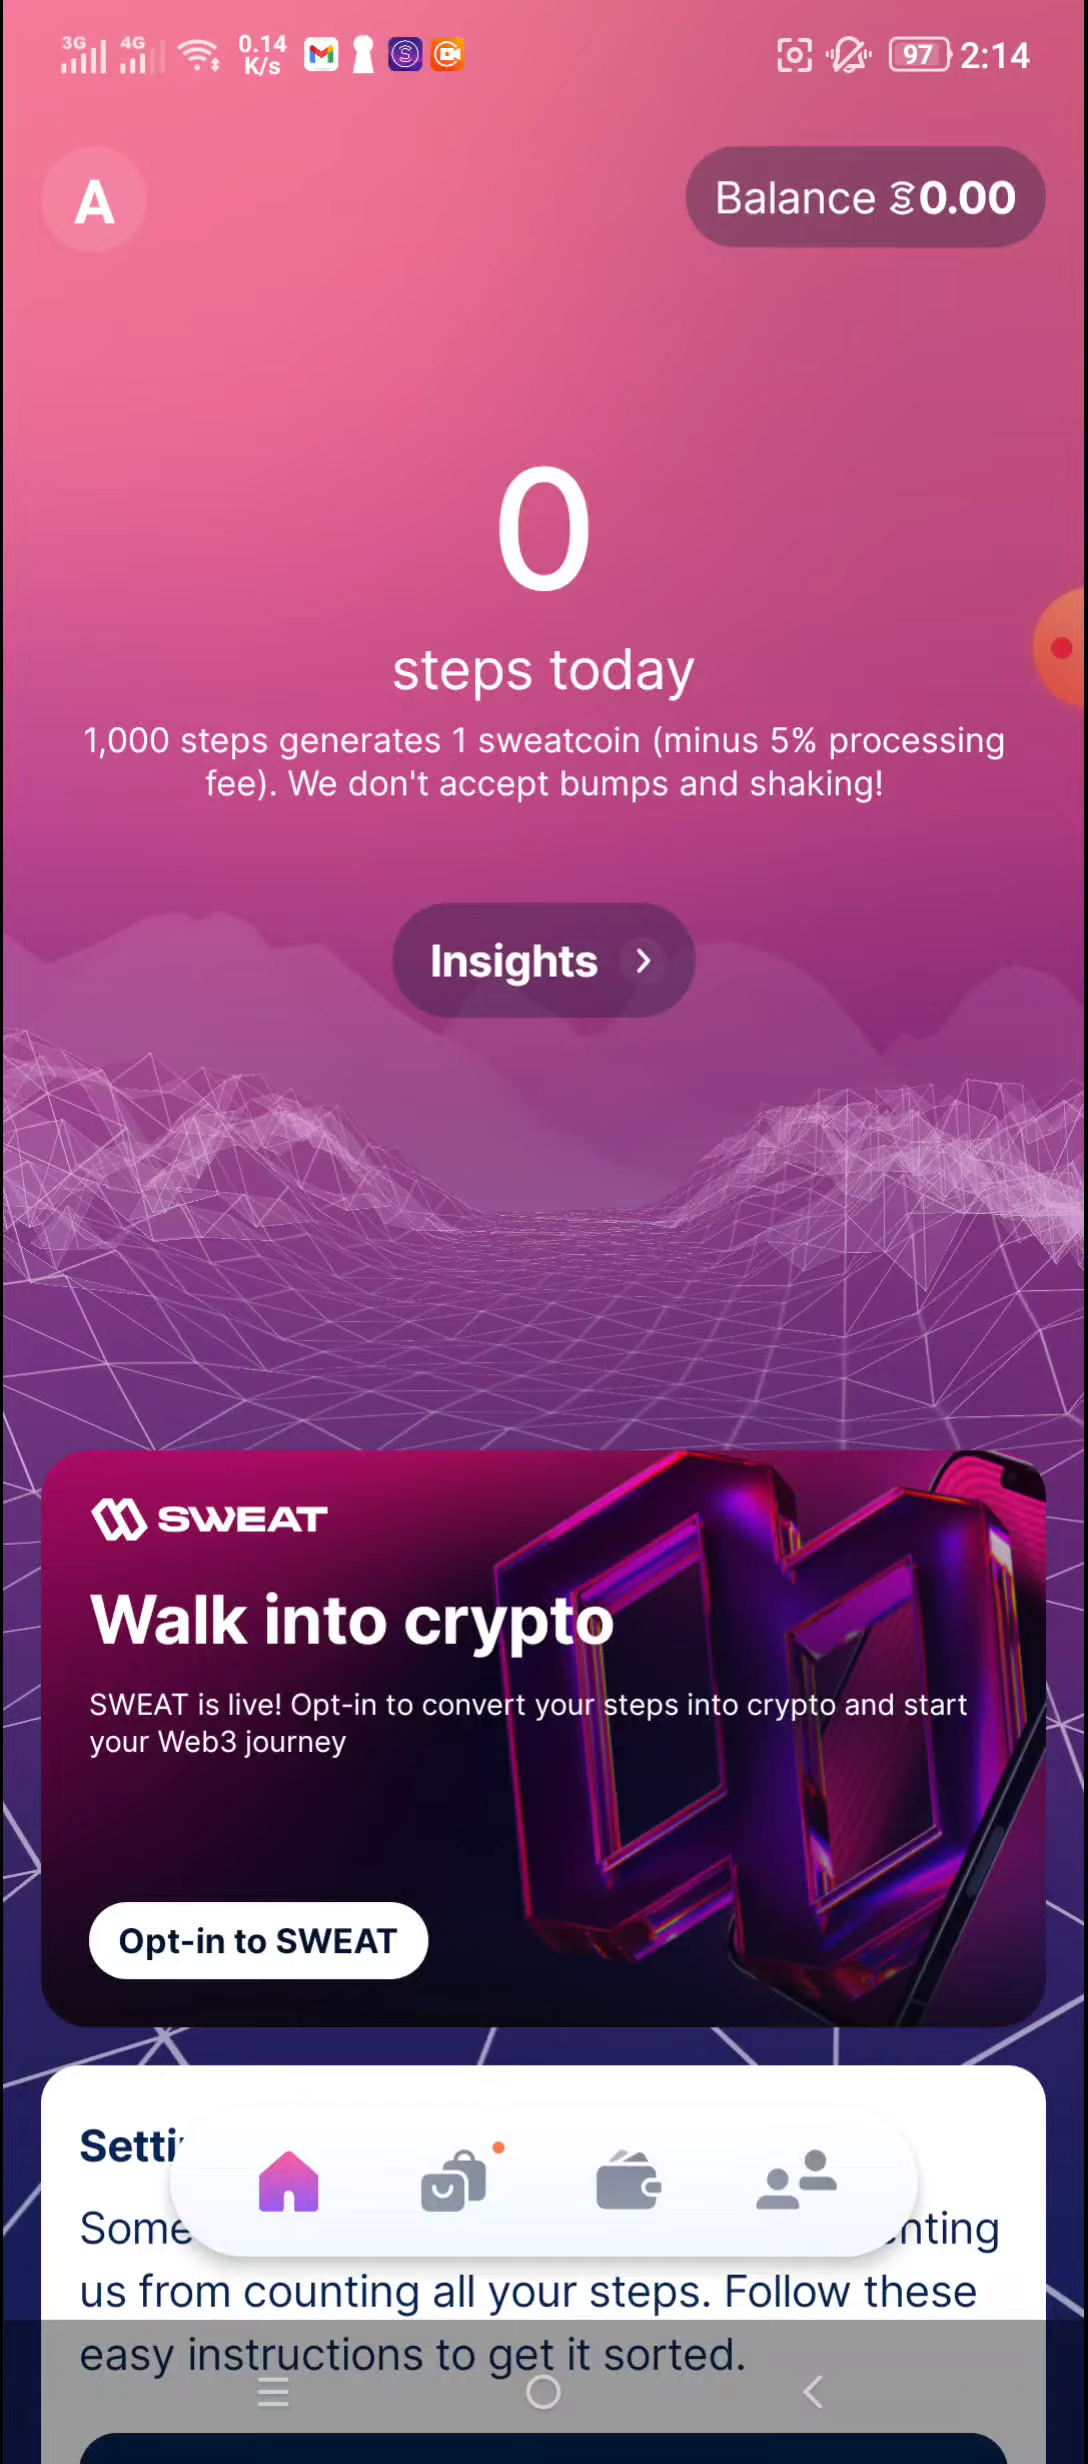 3G 4G 0.14 K/s 97 2:14
A Balance 0.00
0
steps today
1,000 steps generates 1 sweatcoin (minus 5% processing
fee). We don't accept bumps and shaking!
Insights
SWEAT
Walk into crypto
SWEAT is live! Opt-in to convert your steps into crypto and start
your Web3 journey
Opt-in to SWEAT
us from counting all your steps. Follow these
easy instructions to get it sorted.